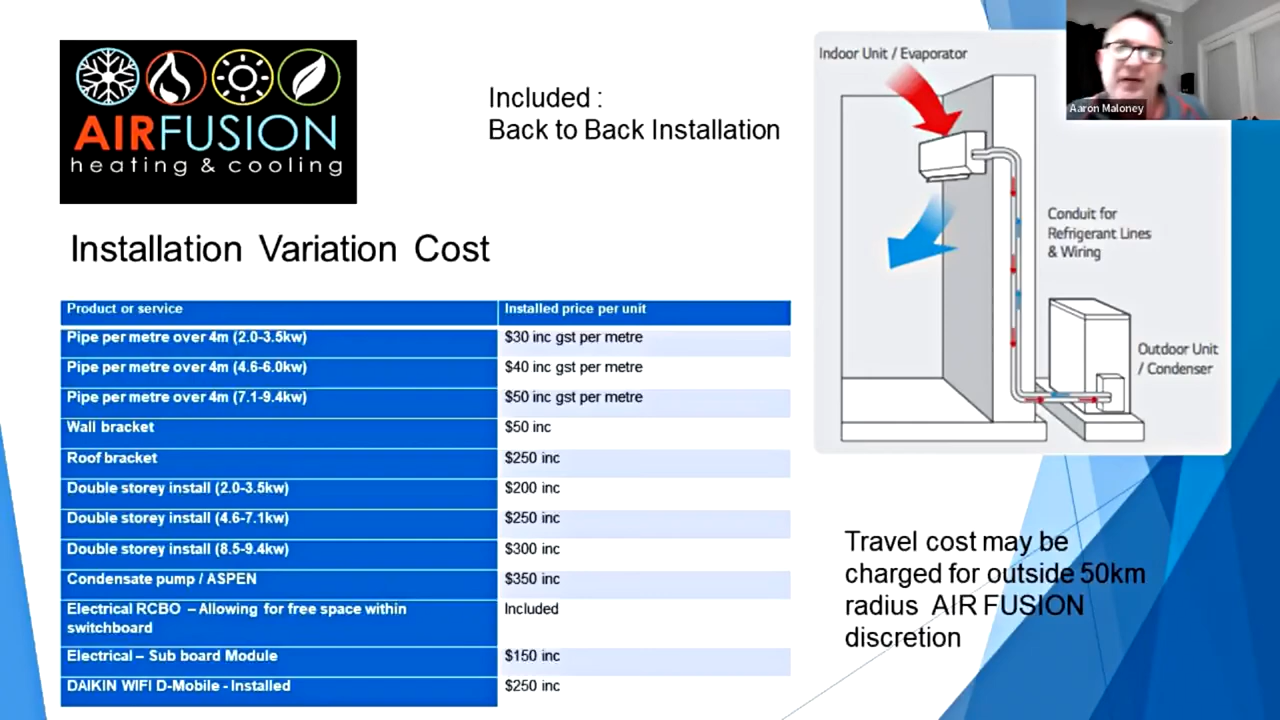 AIRFUSION
heating & cooling
Included :
Back to Back Installation
Indoor Unit / Evaporator
Aaron Maloney
Conduit for
Refrigerant Lines
& Wiring
Outdoor Unit
/ Condenser
Installation Variation Cost
Product or service Installed price per unit
Pipe per metre over 4m (2.0-3.5kw) $30 inc gst per metre
Pipe per metre over 4m (4.6-6.0kw) $40 inc gst per metre
Pipe per metre over 4m (7.1-9.4kw) $50 inc gst per metre
Wall bracket $50 inc
Roof bracket $250 inc
Double storey install (2.0-3.5kw) $200 inc
Double storey install (4.6-7.1kw) $250 inc
Double storey install (8.5-9.4kw) $300 inc
Condensate pump / ASPEN $350 inc
Electrical RCBO – Allowing for free space within Included
switchboard
Electrical – Sub board Module $150 inc
DAIKIN WIFI D-Mobile - Installed $250 inc
Travel cost may be
charged for outside 50km
radius AIR FUSION
discretion